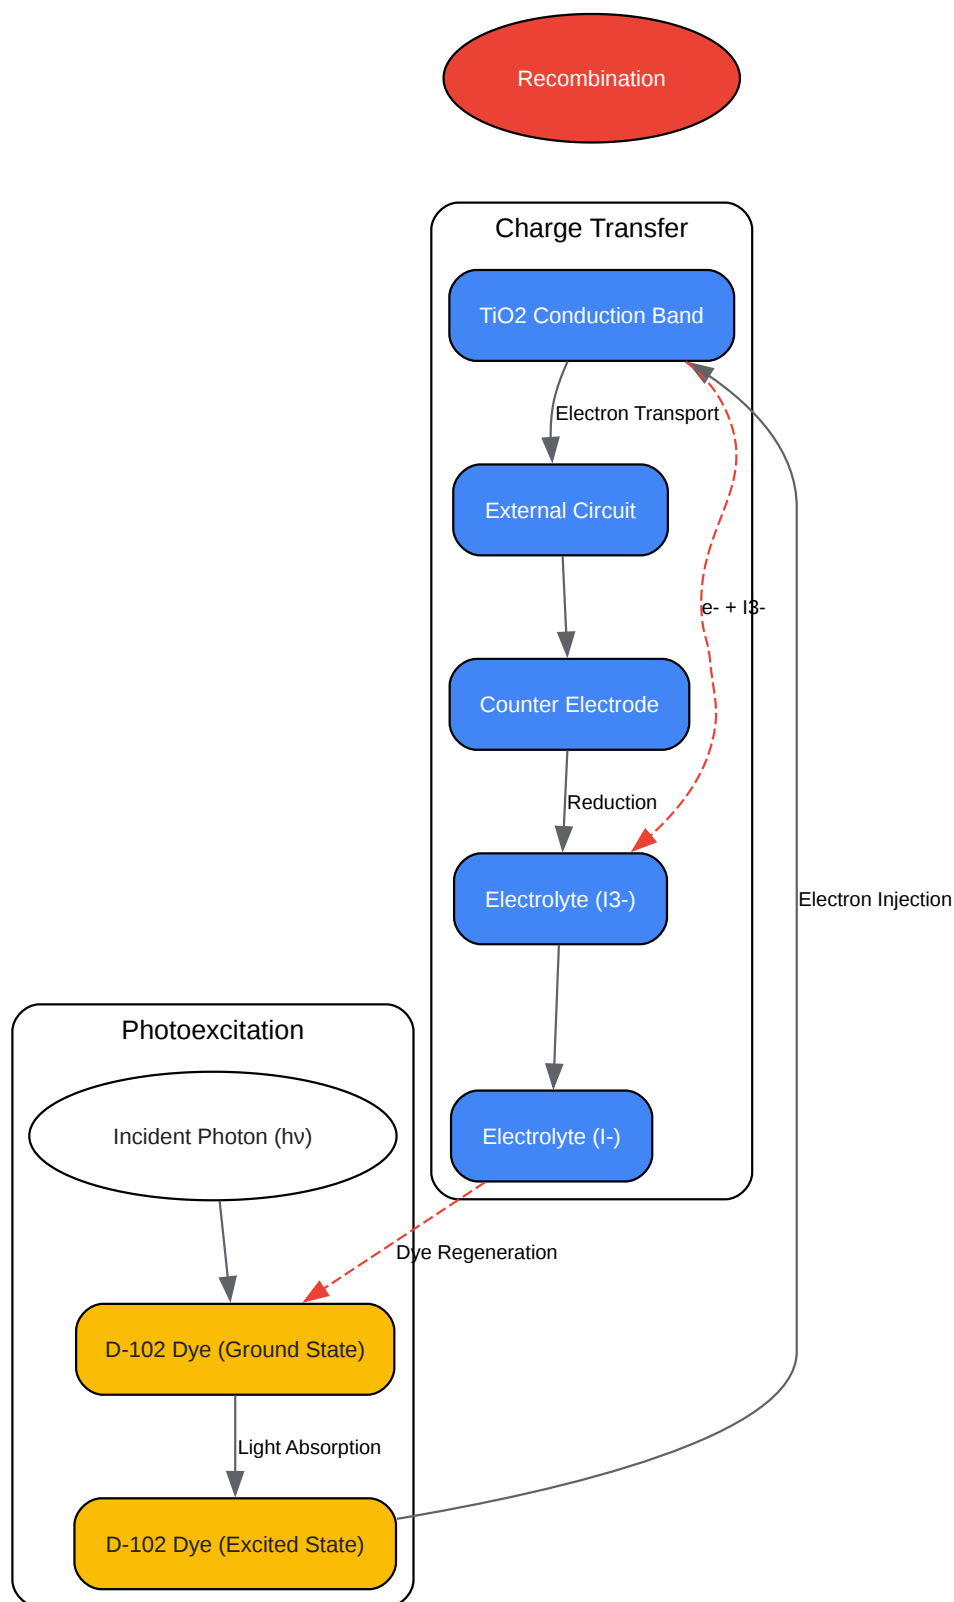 Recombination
Charge Transfer
TiO2 Conduction Band
Electron Transport
External Circuit
e- + I3-
Counter Electrode
Reduction
Electrolyte (I3-)
Electron Injection
Photoexcitation
Incident Photon (hν)
Electrolyte (I-)
Dye Regeneration
D-102 Dye (Ground State)
Light Absorption
D-102 Dye (Excited State)